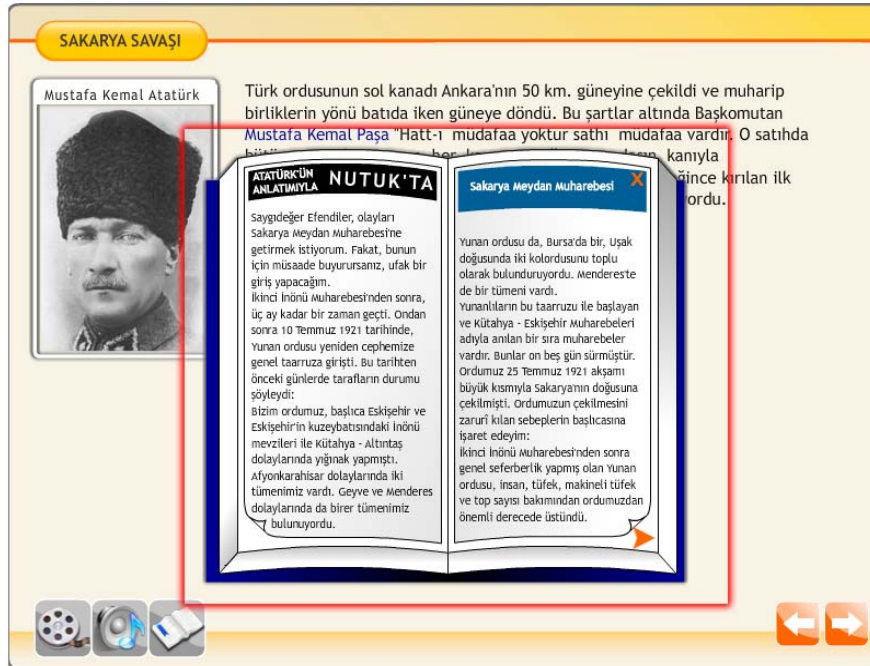 SAKARYA SAVAŞI
Mustafa Kemal Atatürk
Türk ordusunun sol kanadı Ankara'nın 50 km. güneyine çekildi ve muharip
birliklerin yönü batıda iken güneye döndü. Bu şartlar altında Başkomutan
Mustafa Kemal Paşa "Hatt-ı müdafaa yoktur sathı müdafaa vardır. O satıhda
kanıyla
ğince kırılan ilk
yordu.
ATATÜRK'ÜN
ANLATIMIYLA NUTUK'TA
Saygıdeğer Efendiler, olayları
Sakarya Meydan Muharebesi'ne
getirmek istiyorum. Fakat, bunun
için müsaade buyurursanız, ufak bir
giriş yapacağım.
İkinci İnönü Muharebesi'nden sonra,
üç ay kadar bir zaman geçti. Ondan
sonra 10 Temmuz 1921 tarihinde,
Yunan ordusu yeniden cephemize
genel taarruza girişti. Bu tarihten
önceki günlerde tarafların durumu
şöyleydi:
Bizim ordumuz, başlıca Eskişehir ve
Eskişehir'in kuzeybatısındaki İnönü
mevzileri ile Kütahya - Altıntaş
dolaylarında yığınak yapmıştı.
Afyonkarahisar dolaylarında iki
tümenimiz vardı. Geyve ve Menderes
dolaylarında da birer tümenimiz
bulunuyordu.
Sakarya Meydan Muharebesi X
Yunan ordusu da, Bursa'da bir, Uşak
doğusunda iki kolordusunu toplu
olarak bulunduruyordu. Menderes'te
de bir tümeni vardı.
Yunanlıların bu taarruzu ile başlayan
ve Kütahya - Eskişehir Muharebeleri
adıyla anılan bir sıra muharebeler
vardır. Bunlar on beş gün sürmüştür.
Ordumuz 25 Temmuz 1921 akşamı
büyük kısmıyla Sakarya'nın doğusuna
çekilmişti. Ordumuzun çekilmesini
zarurî kılan sebeplerin başlıcasına
işaret edeyim:
İkinci İnönü Muharebesi'nden sonra
genel seferberlik yapmış olan Yunan
ordusu, insan, tüfek, makineli tüfek
ve top sayısı bakımından ordumuzdan
önemli derecede üstündü.